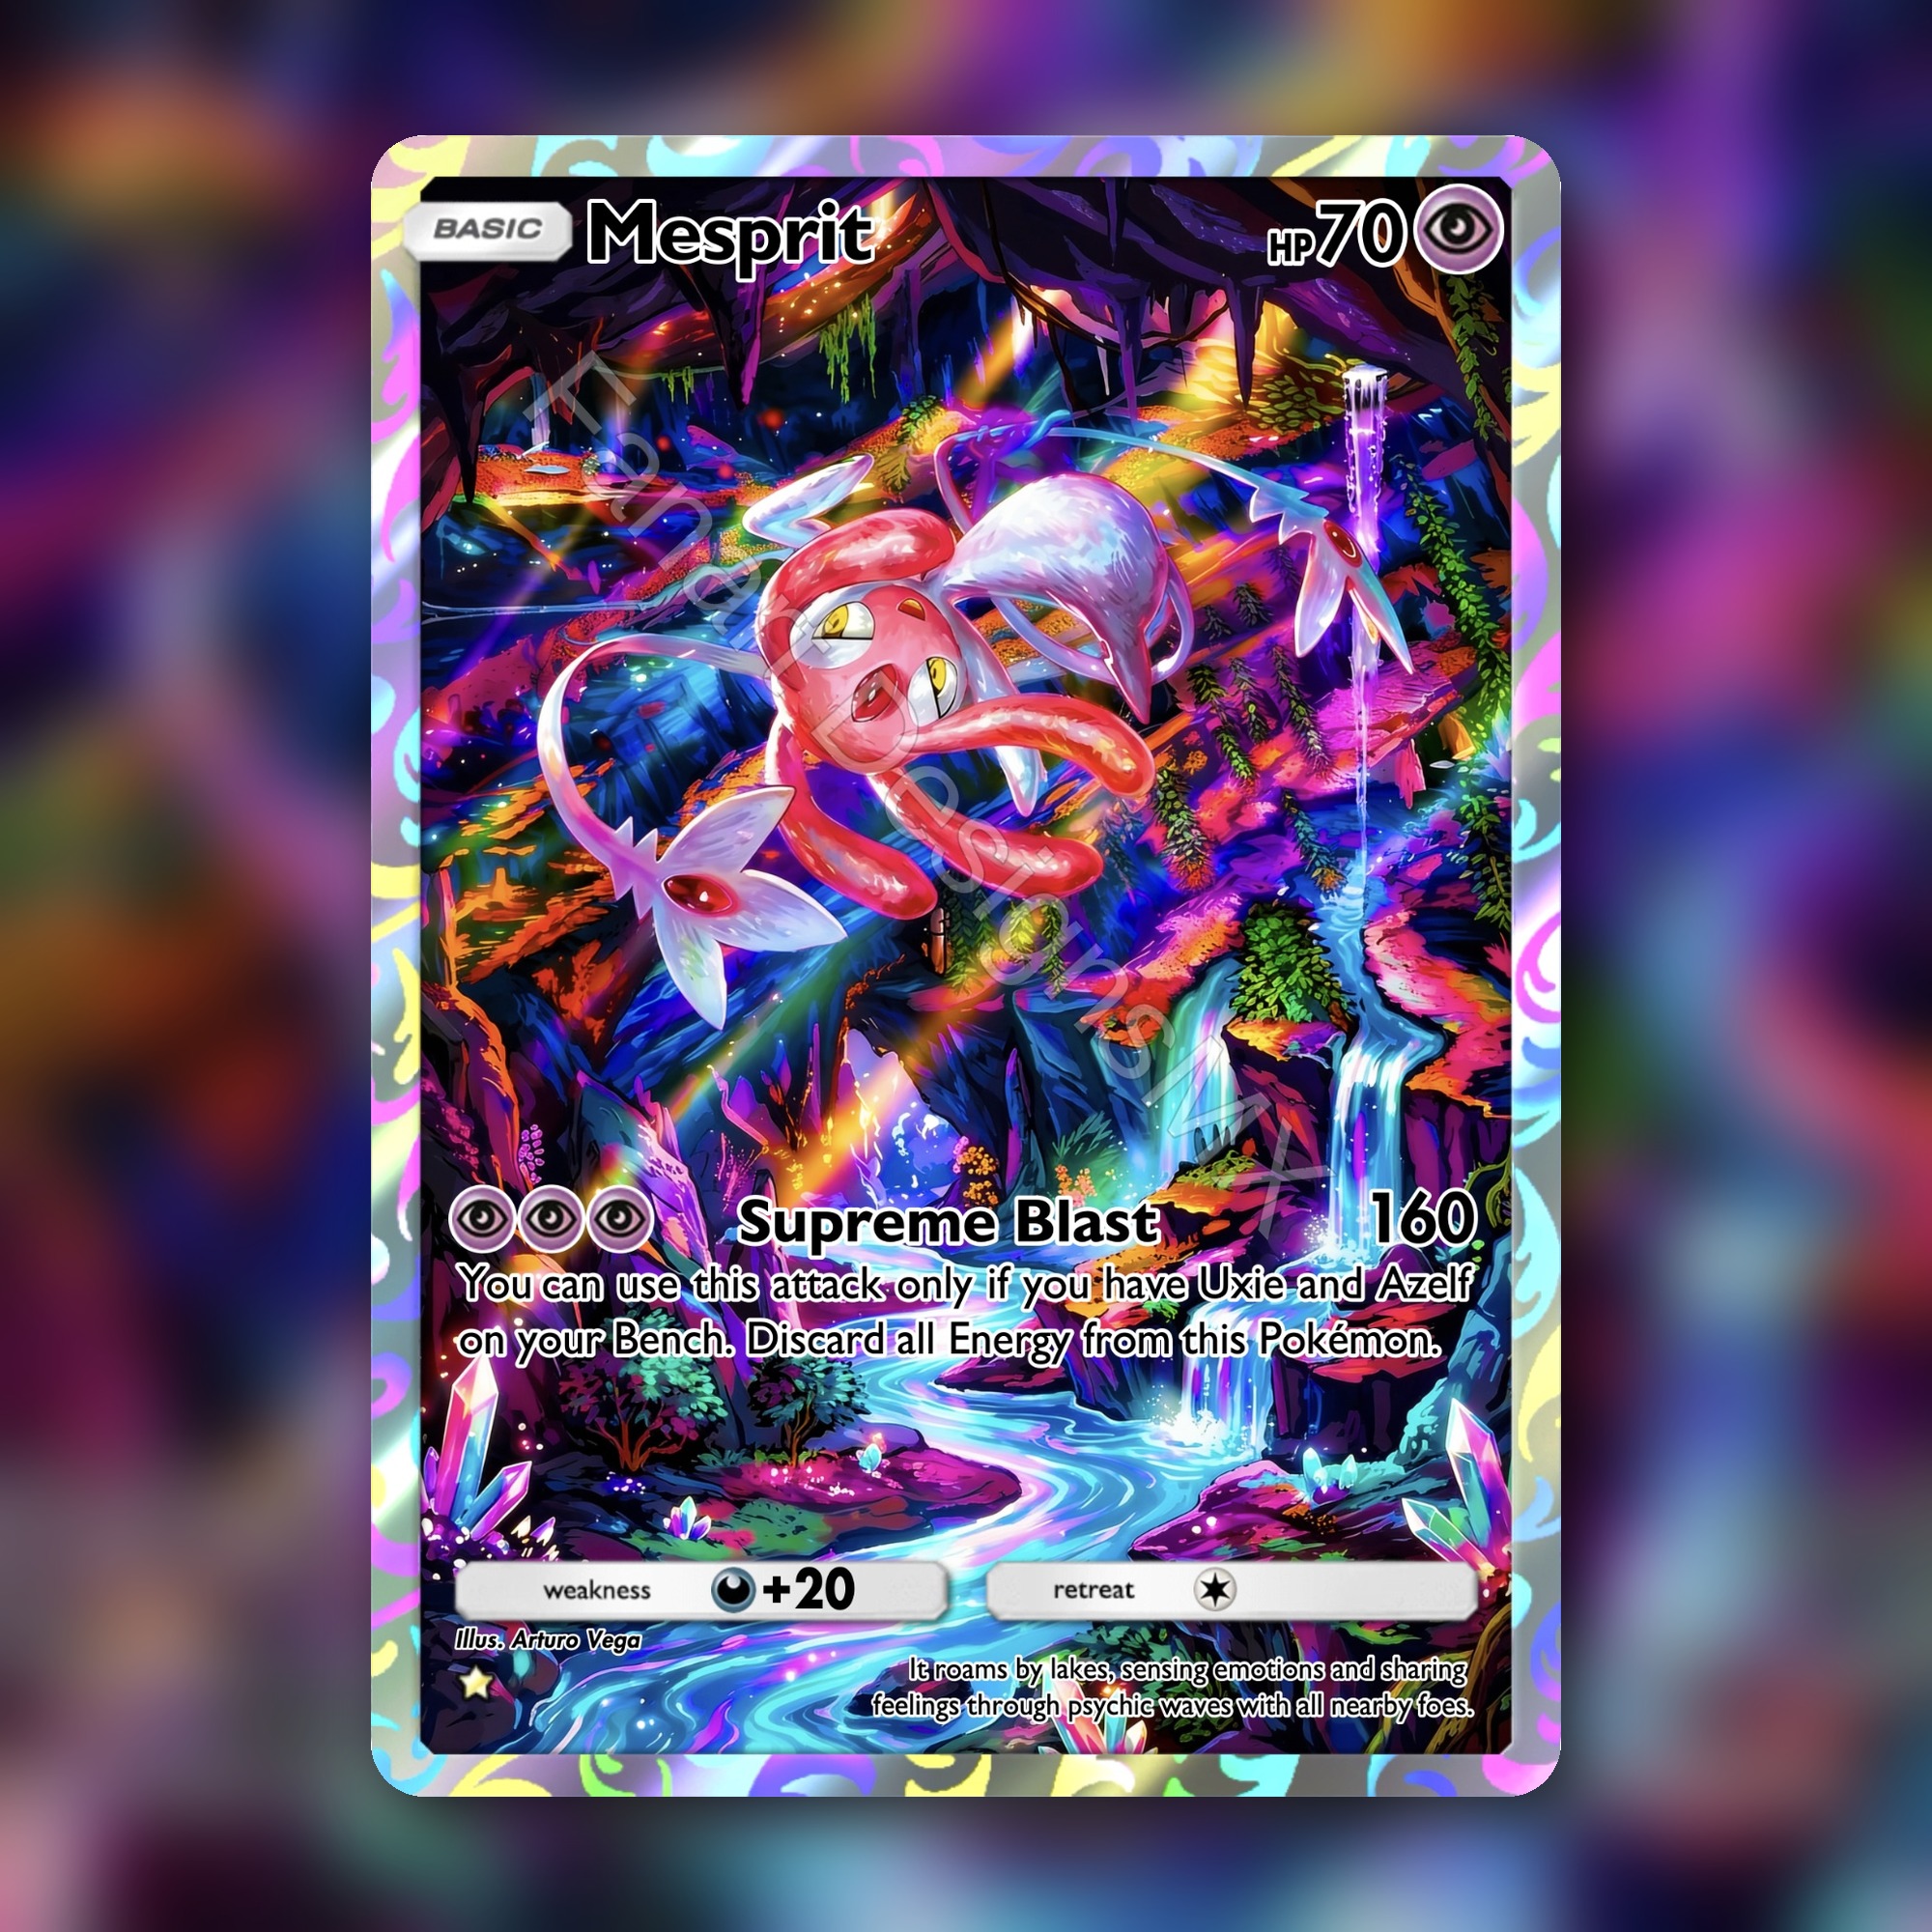 BASIC Mesprit HP70
FananDesignsMX
Supreme Blast 160
You can use this attack only if you have Uxie and Azelf
on your Bench. Discard all Energy from this Pokémon.
weakness +20 retreat
Illus. Arturo Vega
It roams by lakes, sensing emotions and sharing
feelings through psychic waves with all nearby foes.